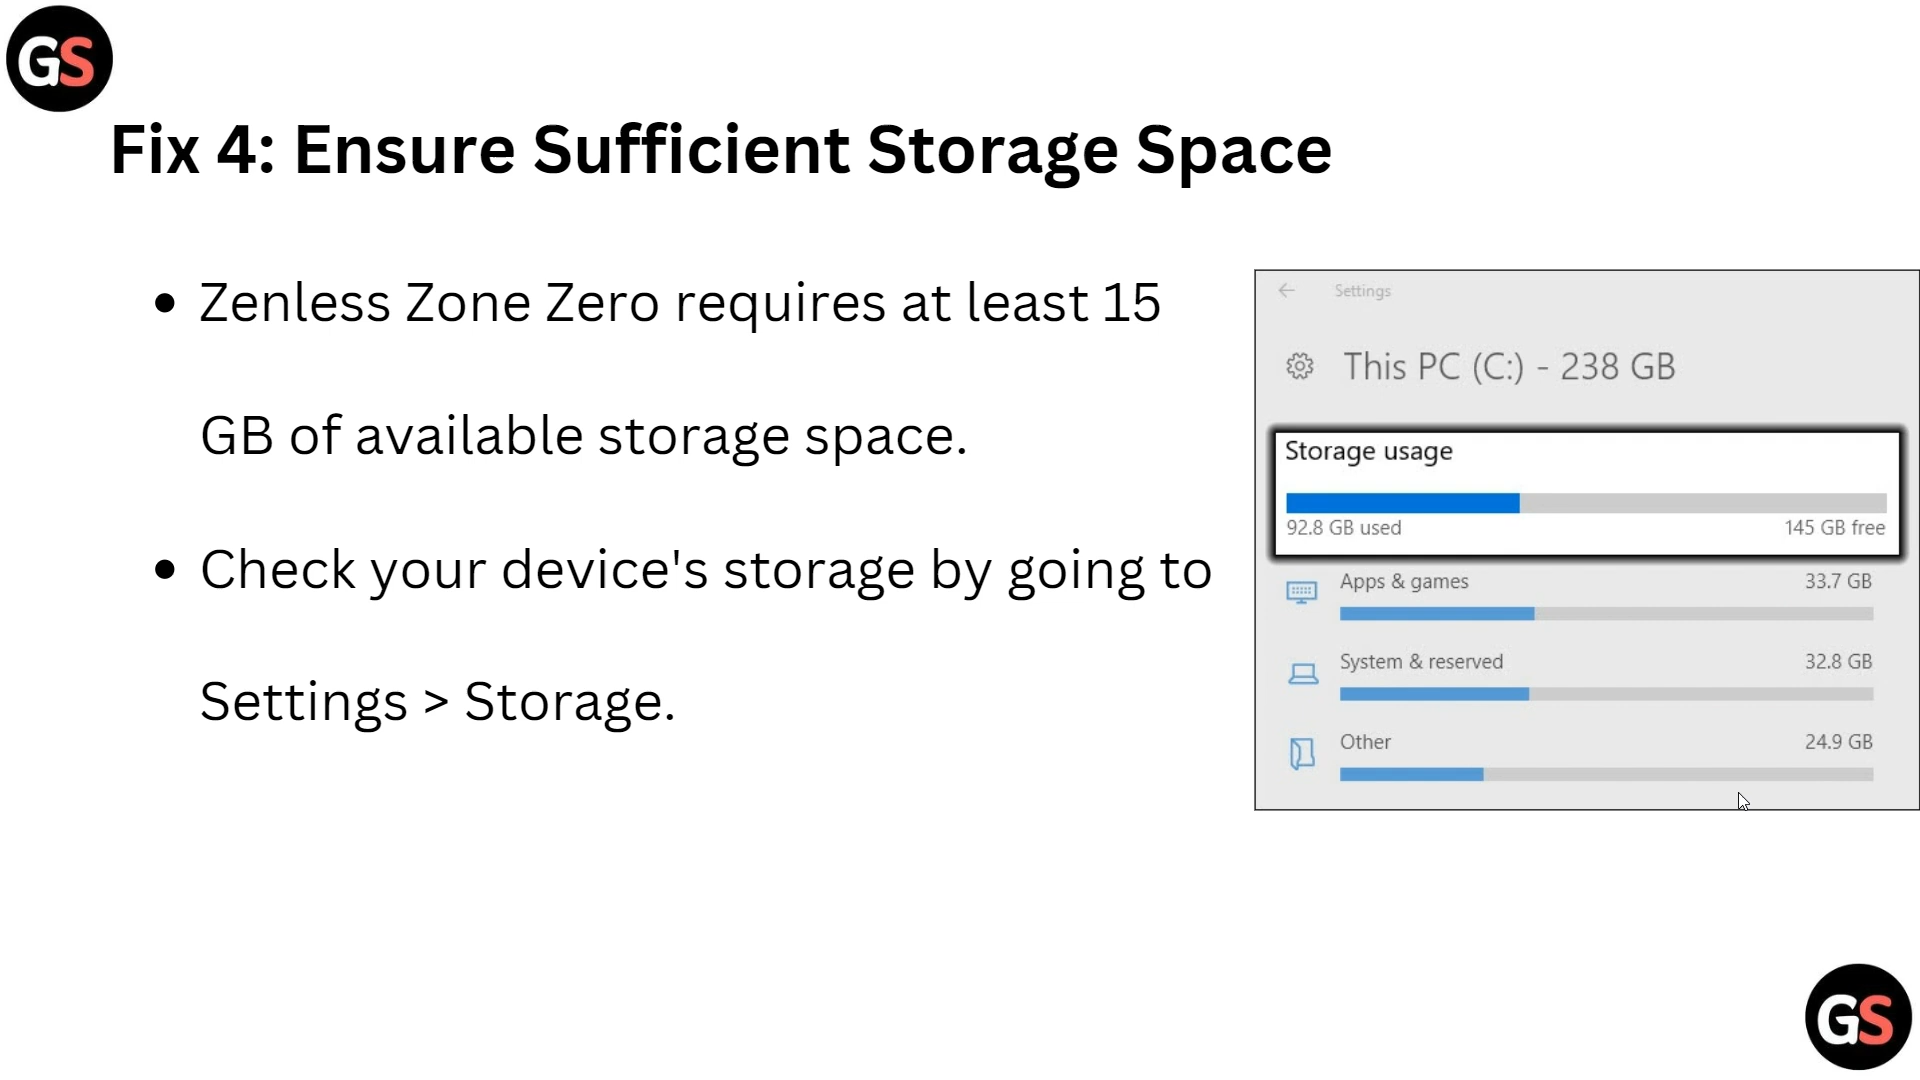 GS
Fix 4: Ensure Sufficient Storage Space
• Zenless Zone Zero requires at least 15
GB of available storage space.
• Check your device's storage by going to
Settings > Storage.
Settings
This PC (C:) - 238 GB
Storage usage
92.8 GB used 145 GB free
Apps & games 33.7 GB
System & reserved 32.8 GB
Other 24.9 GB
GS